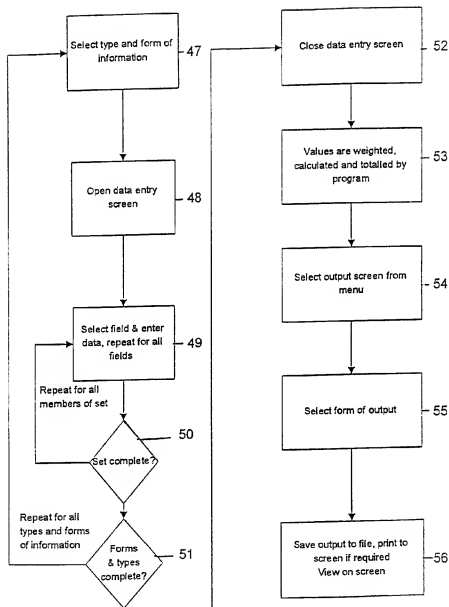 Select type and form of
information
47
Open data entry
screen
48
Select field & enter
data, repeat for all
fields
49
Repeat for all
members of set
50
Set complete?
Repeat for all
types and forms
of information
Forms
& types
complete?
51
Close data entry screen
52
Values are weighted,
calculated and totalled by
program
53
Select output screen from
menu
54
Select form of output
55
Save output to file, print to
screen if required
View on screen
56